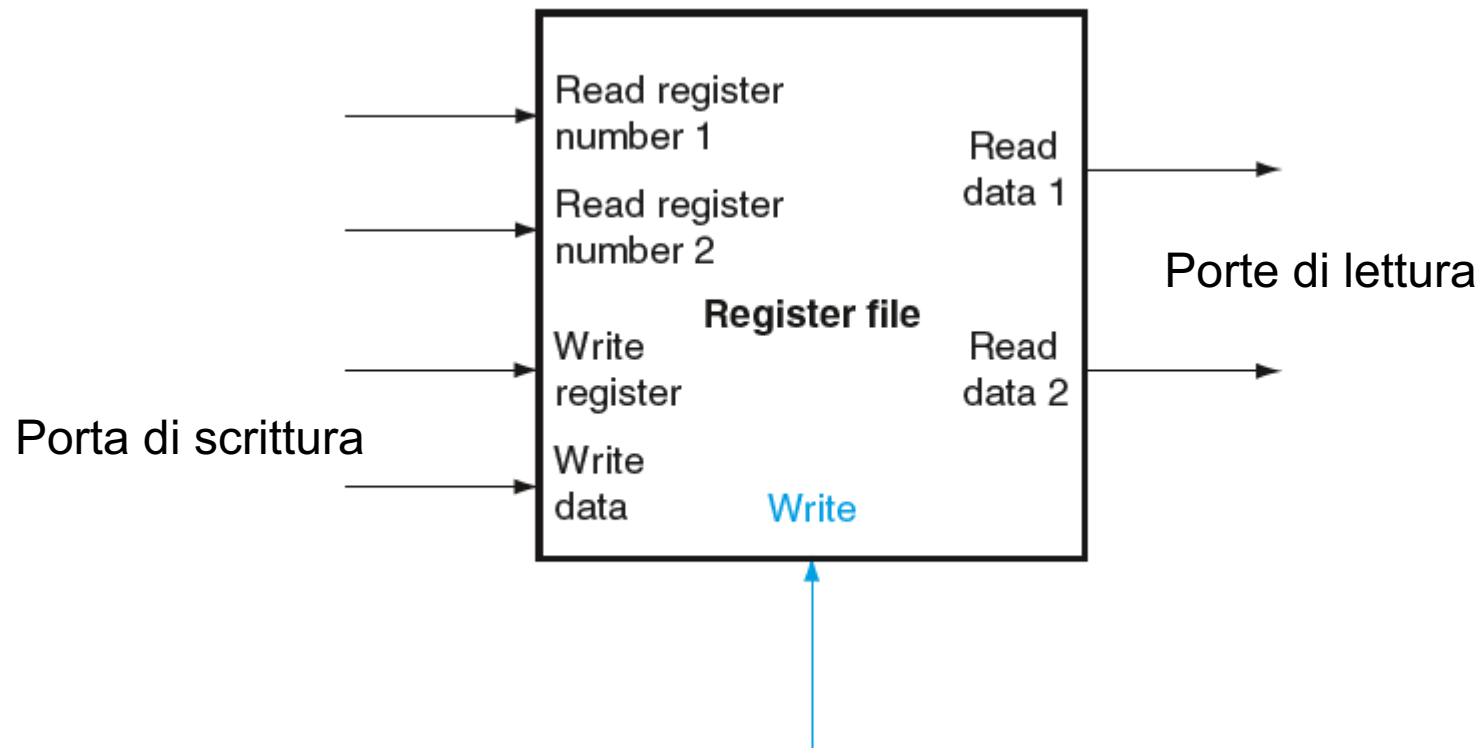 Read register
number 1
Read
data 1
Read register
number 2
Porte di lettura
Register file
Write
register
Read
data 2
Porta di scrittura
Write
data
Write